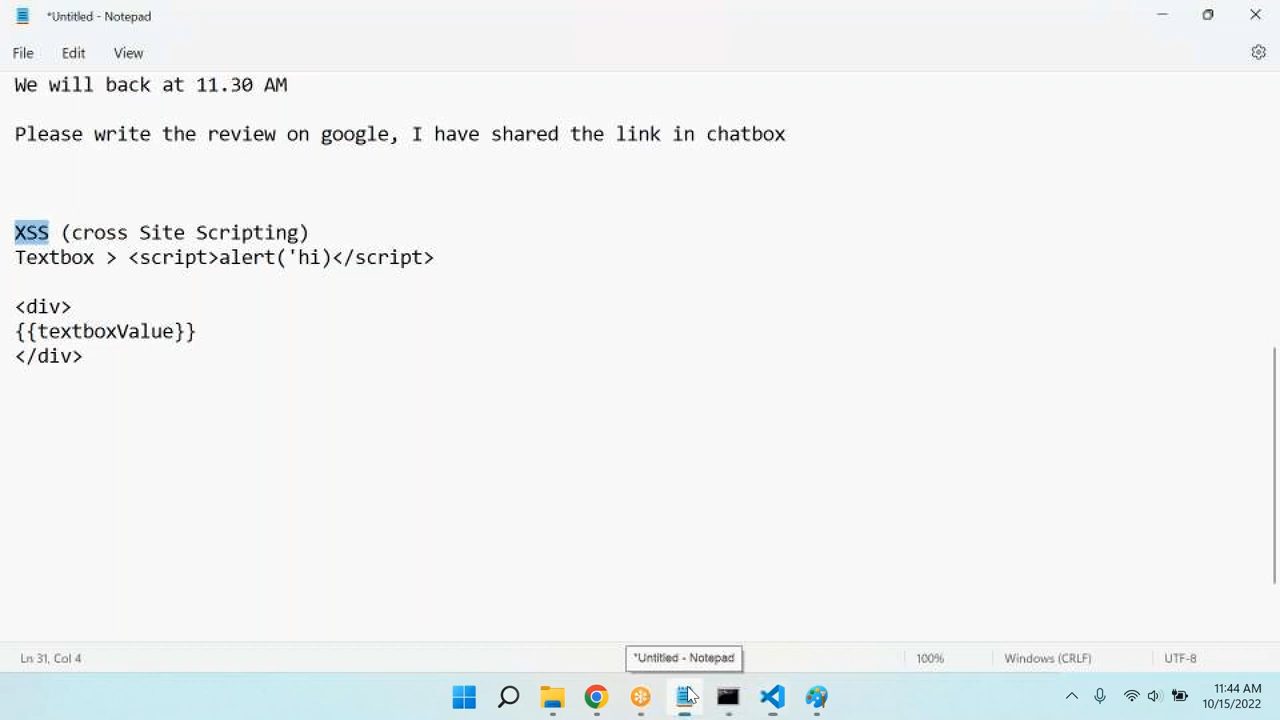 *Untitled - Notepad
File Edit View
We will back at 11.30 AM
Please write the review on google, I have shared the link in chatbox
XSS (cross Site Scripting)
Textbox > <script>alert('hi)</script>
<div>
{{textboxValue}}
</div>
Ln 31, Col 4
*Untitled - Notepad
100%
Windows (CRLF)
UTF-8
11:44 AM
10/15/2022